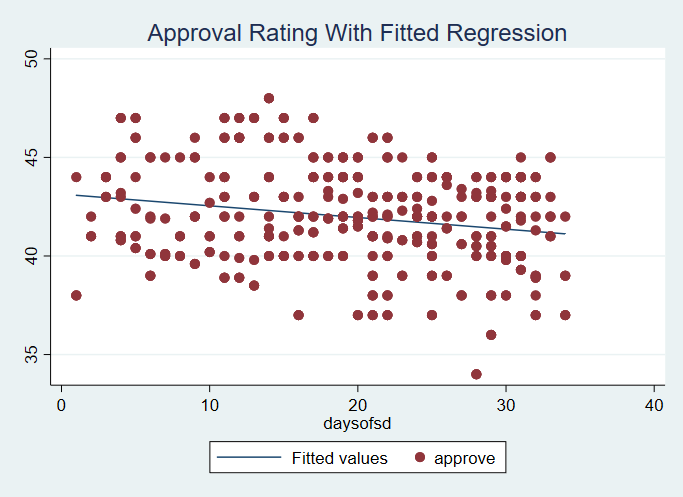 Approval Rating With Fitted Regression
50
45
40
35
0 10 20 30 40
daysofsd
Fitted values approve